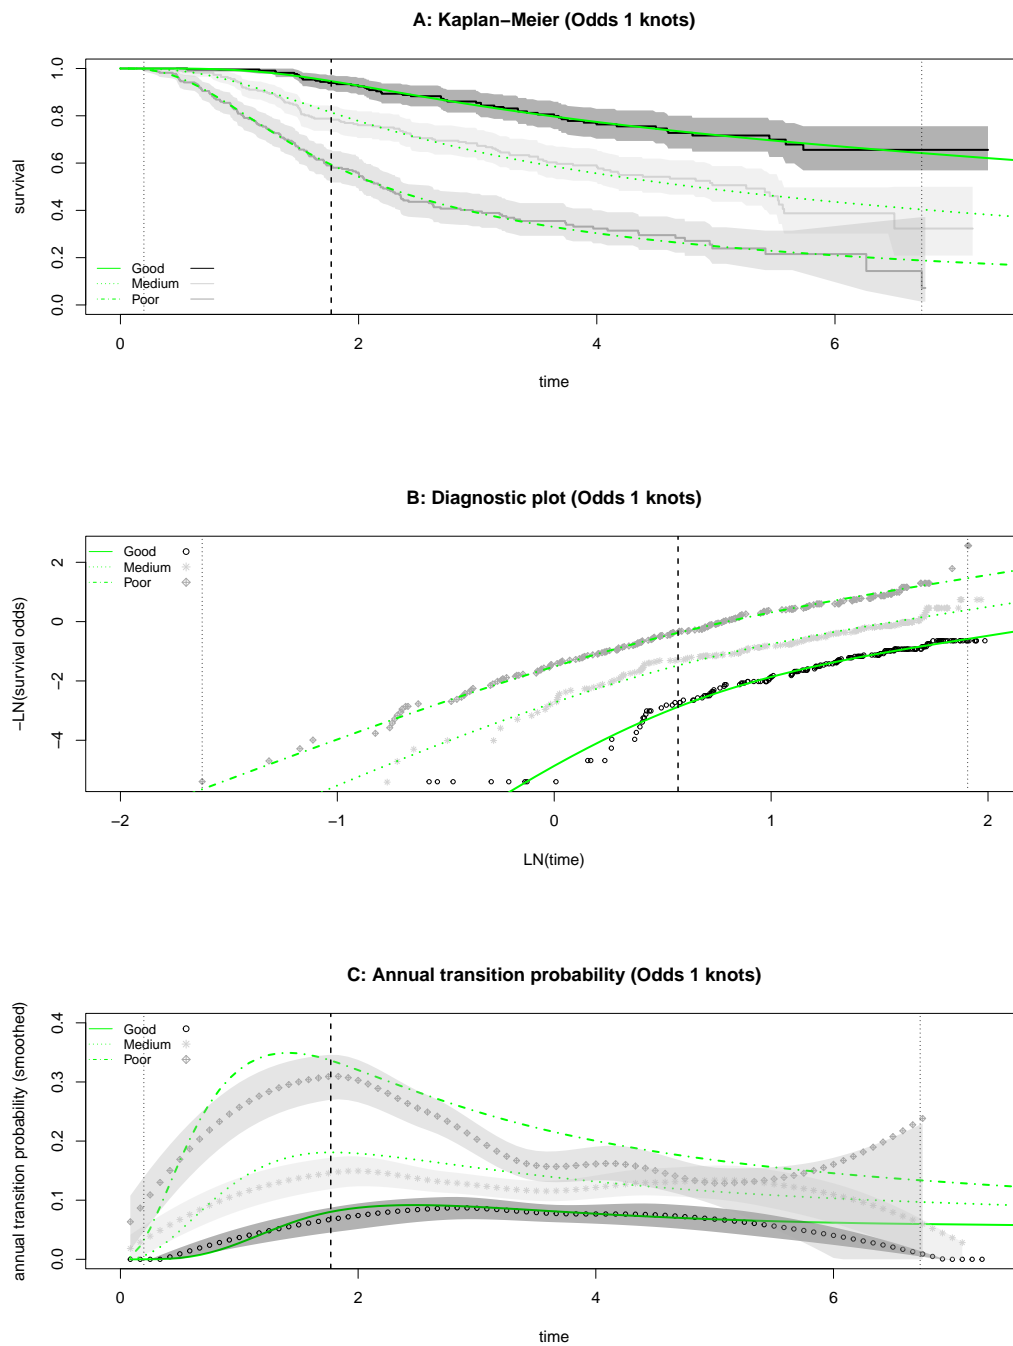 A: Kaplan−Meier (Odds 1 knots)
survival
1.0
0.8
0.6
0.4
0.2
0.0
Good
Medium
Poor
0 2 4 6
time
B: Diagnostic plot (Odds 1 knots)
−LN(survival odds)
2
0
−2
−4
Good
Medium
Poor
−2 −1 0 1 2
LN(time)
C: Annual transition probability (Odds 1 knots)
annual transition probability (smoothed)
0.4
0.3
0.2
0.1
0.0
Good
Medium
Poor
0 2 4 6
time